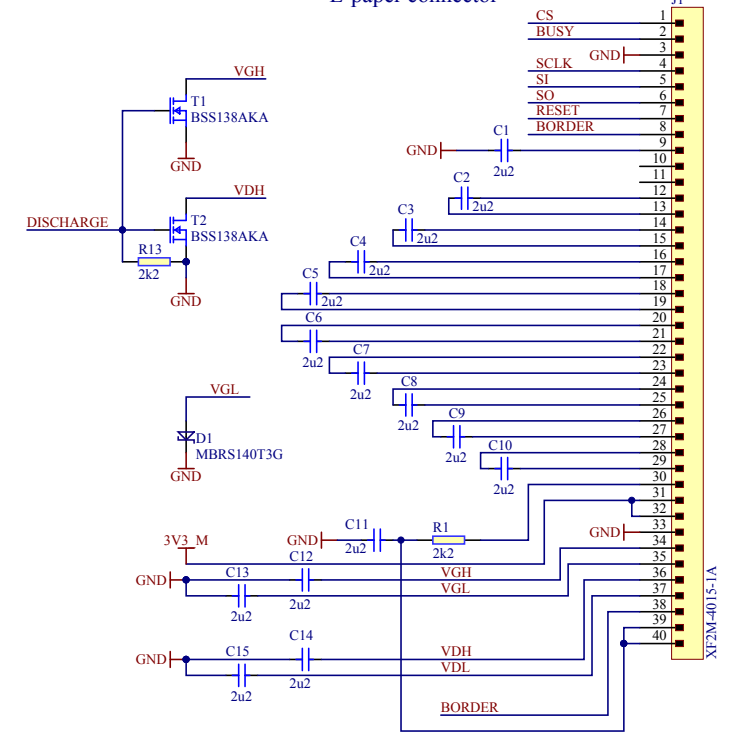 E-paper connector
J1
CS 1
BUSY 2
GND 3
SCLK 4
SI 5
SO 6
RESET 7
BORDER 8
GND C1 2u2 9
10
11
C2 2u2 12
13
C3 2u2 14
15
C4 2u2 16
17
C5 2u2 18
19
C6 2u2 20
21
C7 2u2 22
23
C8 2u2 24
25
C9 2u2 26
27
C10 2u2 28
29
30
31
32
GND 33
34
35
36
37
38
39
40
XF2M-4015-1A
VGH
T1
BSS138AKA
GND
VDH
DISCHARGE
T2
BSS138AKA
R13
2k2
GND
VGL
D1
MBRS140T3G
GND
3V3_M
GND C11 2u2 R1 2k2
GND C13 2u2 C12 2u2 VGH
VGL
GND C15 2u2 C14 2u2 VDH
VDL
BORDER